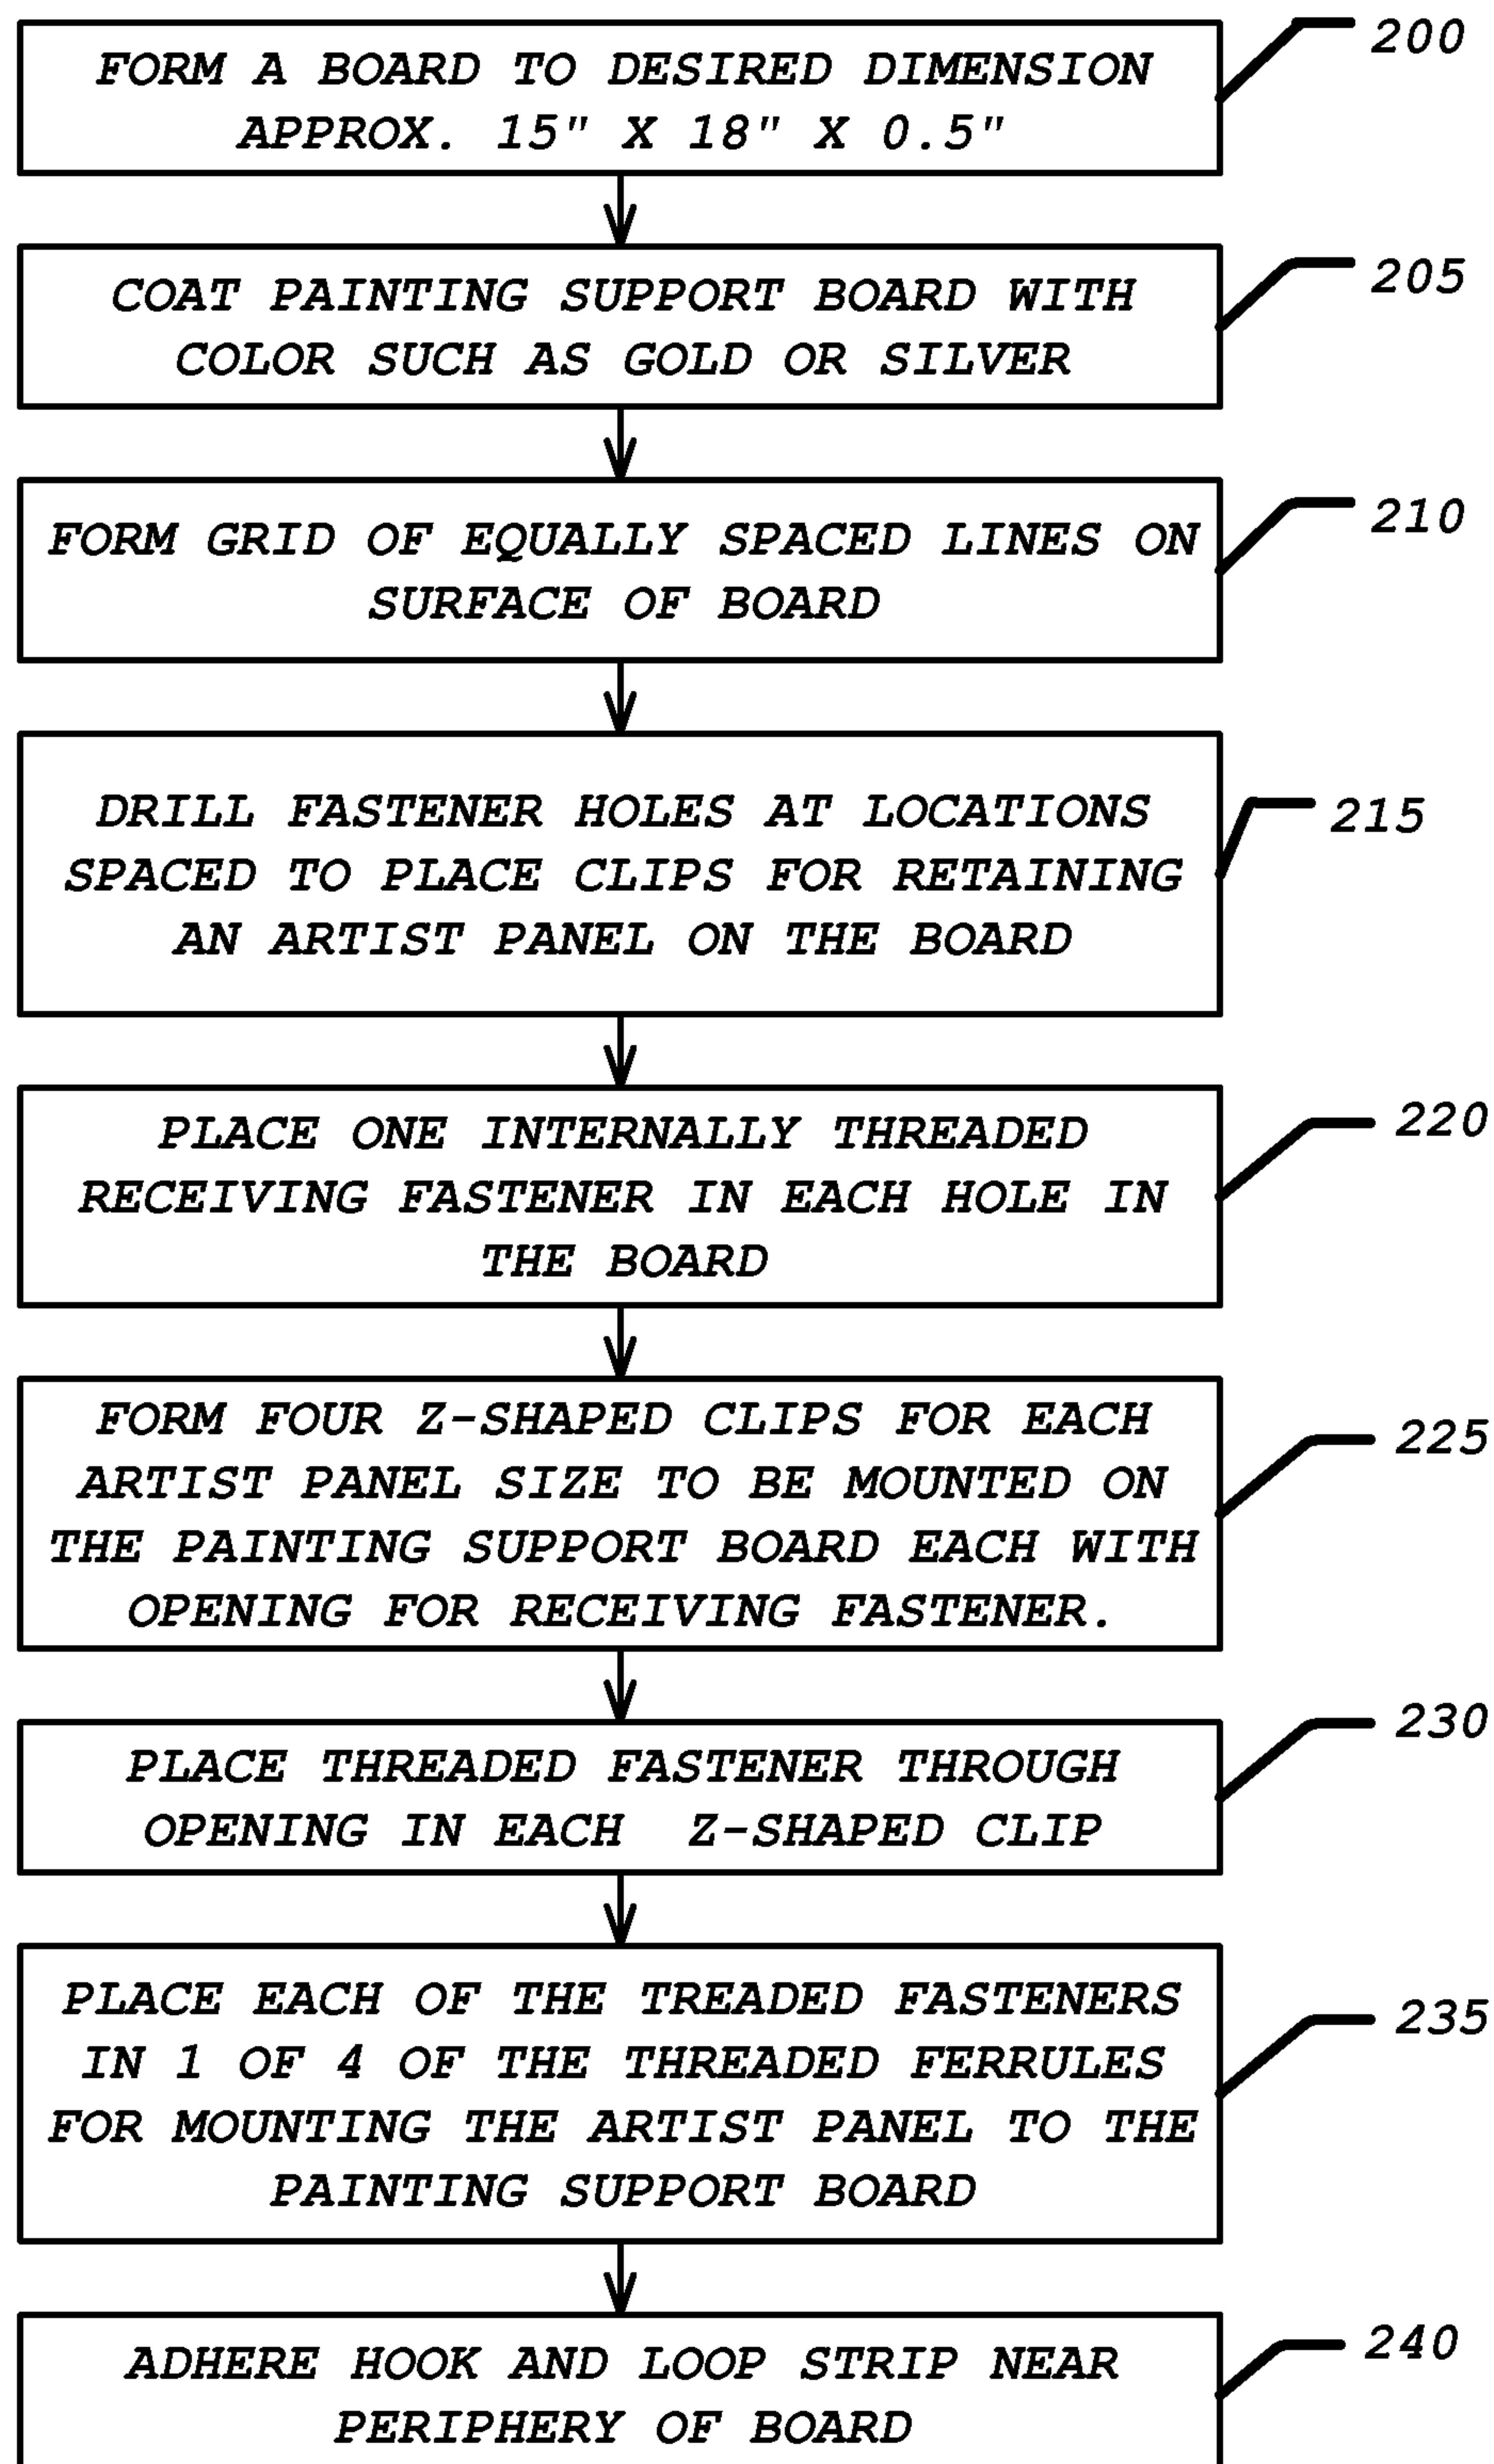 FORM A BOARD TO DESIRED DIMENSION
APPROX. 15" X 18" X 0.5"
200
COAT PAINTING SUPPORT BOARD WITH
COLOR SUCH AS GOLD OR SILVER
205
FORM GRID OF EQUALLY SPACED LINES ON
SURFACE OF BOARD
210
DRILL FASTENER HOLES AT LOCATIONS
SPACED TO PLACE CLIPS FOR RETAINING
AN ARTIST PANEL ON THE BOARD
215
PLACE ONE INTERNALLY THREADED
RECEIVING FASTENER IN EACH HOLE IN
THE BOARD
220
FORM FOUR Z-SHAPED CLIPS FOR EACH
ARTIST PANEL SIZE TO BE MOUNTED ON
THE PAINTING SUPPORT BOARD EACH WITH
OPENING FOR RECEIVING FASTENER.
225
PLACE THREADED FASTENER THROUGH
OPENING IN EACH Z-SHAPED CLIP
230
PLACE EACH OF THE TREADED FASTENERS
IN 1 OF 4 OF THE THREADED FERRULES
FOR MOUNTING THE ARTIST PANEL TO THE
PAINTING SUPPORT BOARD
235
ADHERE HOOK AND LOOP STRIP NEAR
PERIPHERY OF BOARD
240